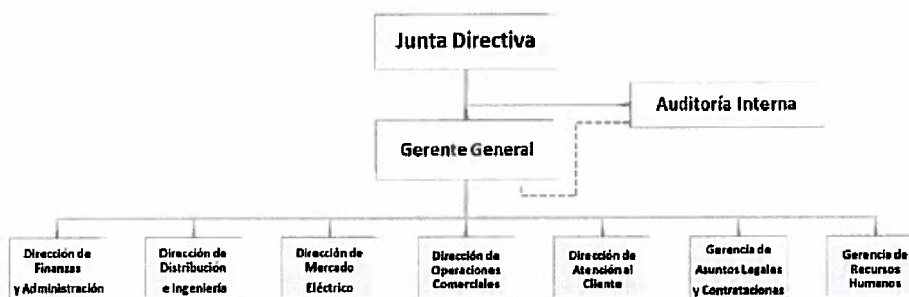 Junta Directiva
Auditoría Interna
Gerente General
Dirección de
Finanzas
y Administración
Dirección de
Distribución
e Ingeniería
Dirección de
Mercado
Eléctrico
Dirección de
Operaciones
Comerciales
Dirección de
Atención al
Cliente
Gerencia de
Asuntos Legales
y Contrataciones
Gerencia de
Recursos
Humanos